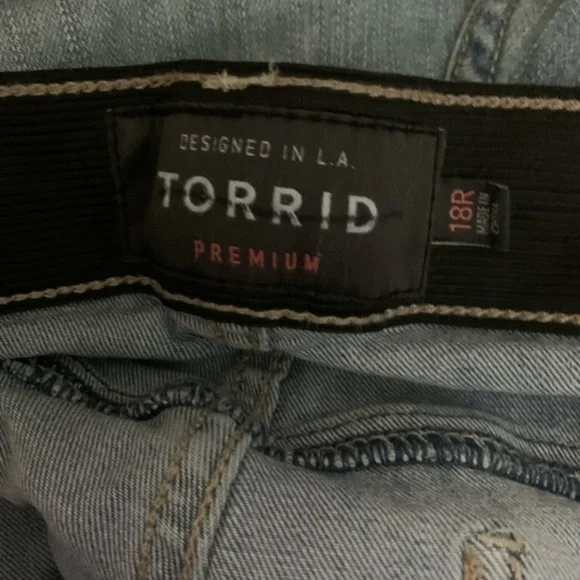 DESIGNED IN L.A.
TORRID
PREMIUM
18R
MADE IN
CHINA